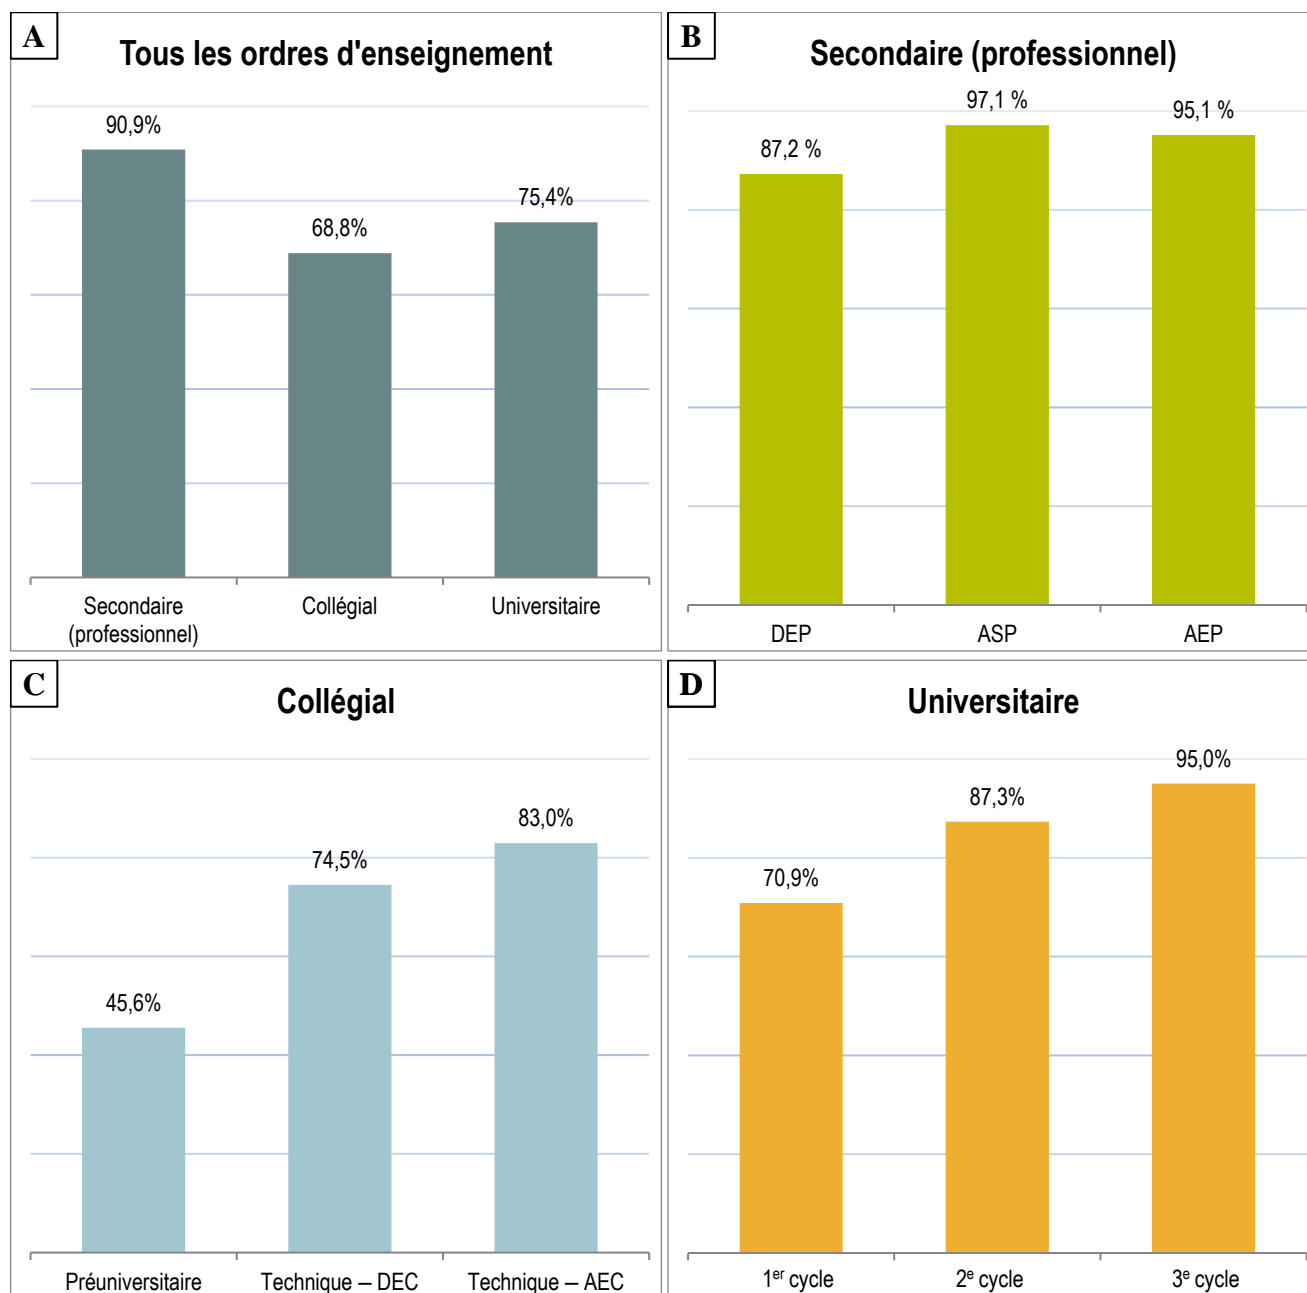 A
Tous les ordres d'enseignement
90,9%
68,8%
75,4%
Secondaire
(professionnel)
Collégial
Universitaire
B
Secondaire (professionnel)
87,2 %
97,1 %
95,1 %
DEP
ASP
AEP
C
Collégial
45,6%
74,5%
83,0%
Préuniversitaire
Technique – DEC
Technique – AEC
D
Universitaire
70,9%
87,3%
95,0%
1er cycle
2e cycle
3e cycle